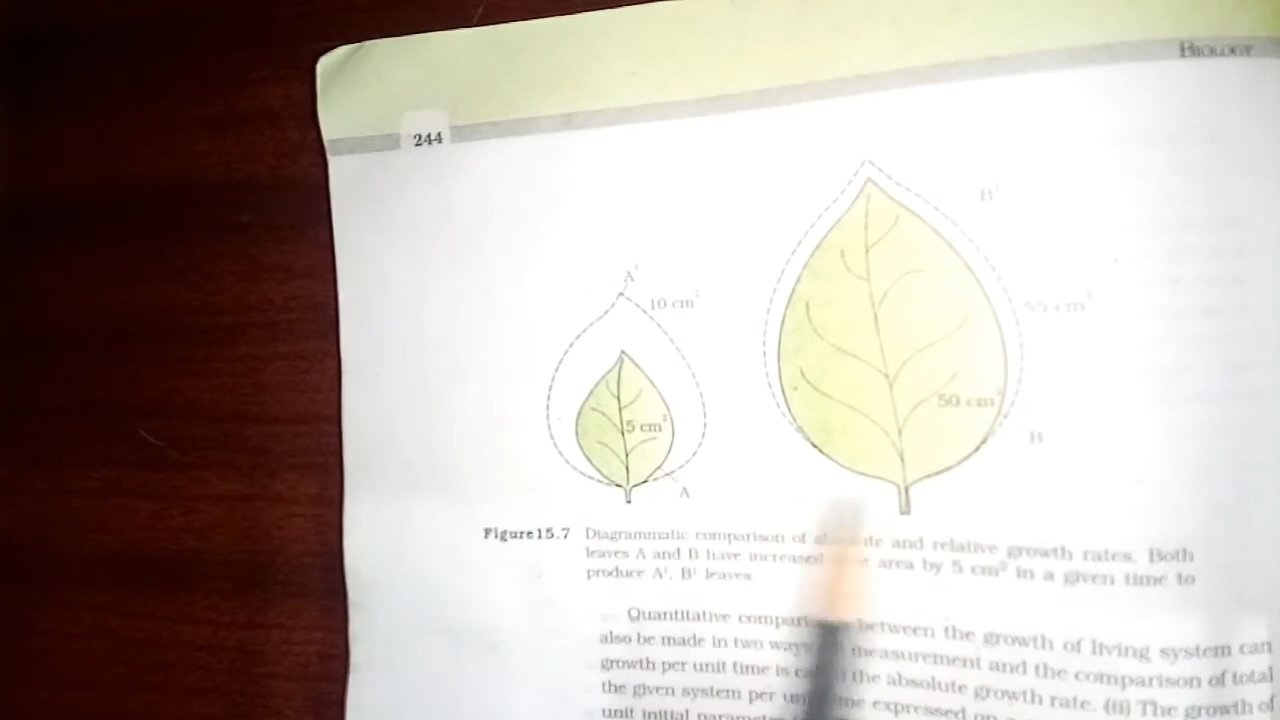 BIOLOGY
244
B¹
A¹
10 cm²
55 cm²
50 cm²
5 cm²
B
A
Figure 15.7 Diagrammatic comparison of and relative growth rates. Both
leaves A and B have increased area by 5 cm² in a given time to
produce A¹, B¹ leaves
Quantitative between the growth of living system can
also be made in two ways measurement and the comparison of total
growth per unit time is the absolute growth rate. (ii) The growth of
the given system per expressed on
unit initial